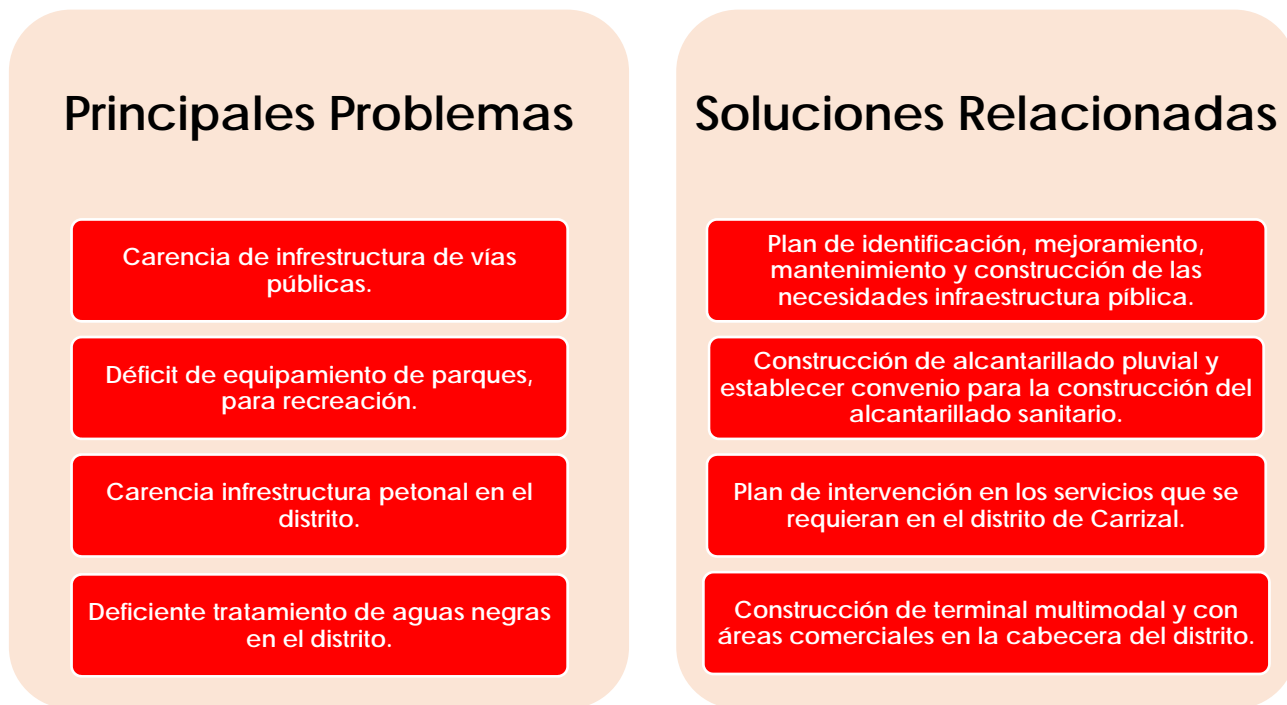 Principales Problemas
Carencia de infrestructura de vías
públicas.
Déficit de equipamiento de parques,
para recreación.
Carencia infrestructura petonal en el
distrito.
Deficiente tratamiento de aguas negras
en el distrito.
Soluciones Relacionadas
Plan de identificación, mejoramiento,
mantenimiento y construcción de las
necesidades infraestructura píblica.
Construcción de alcantarillado pluvial y
establecer convenio para la construcción del
alcantarillado sanitario.
Plan de intervención en los servicios que se
requieran en el distrito de Carrizal.
Construcción de terminal multimodal y con
áreas comerciales en la cabecera del distrito.